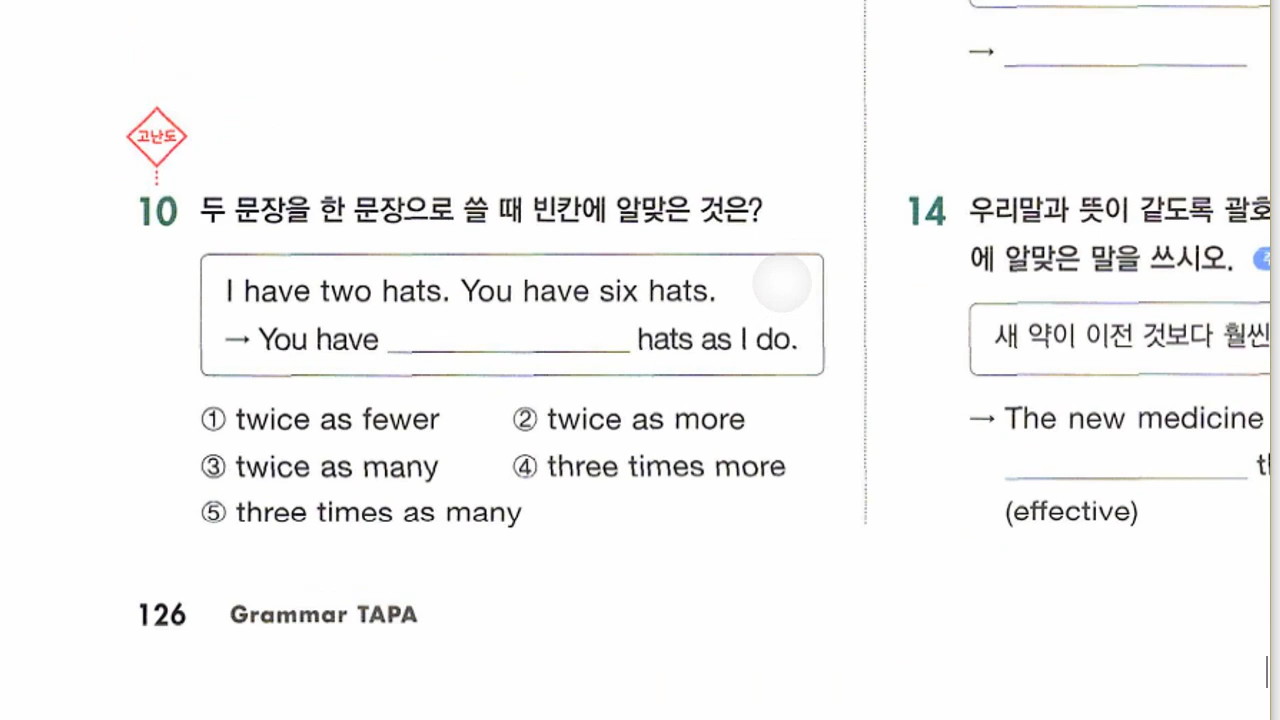 →
고난도
10 두 문장을 한 문장으로 쓸 때 빈칸에 알맞은 것은?
I have two hats. You have six hats.
→ You have ____ hats as I do.
① twice as fewer ② twice as more
③ twice as many ④ three times more
⑤ three times as many
126 Grammar TAPA
14 우리말과 뜻이 같도록 괄호
에 알맞은 말을 쓰시오.
새 약이 이전 것보다 훨씬
→ The new medicine
____
(effective)